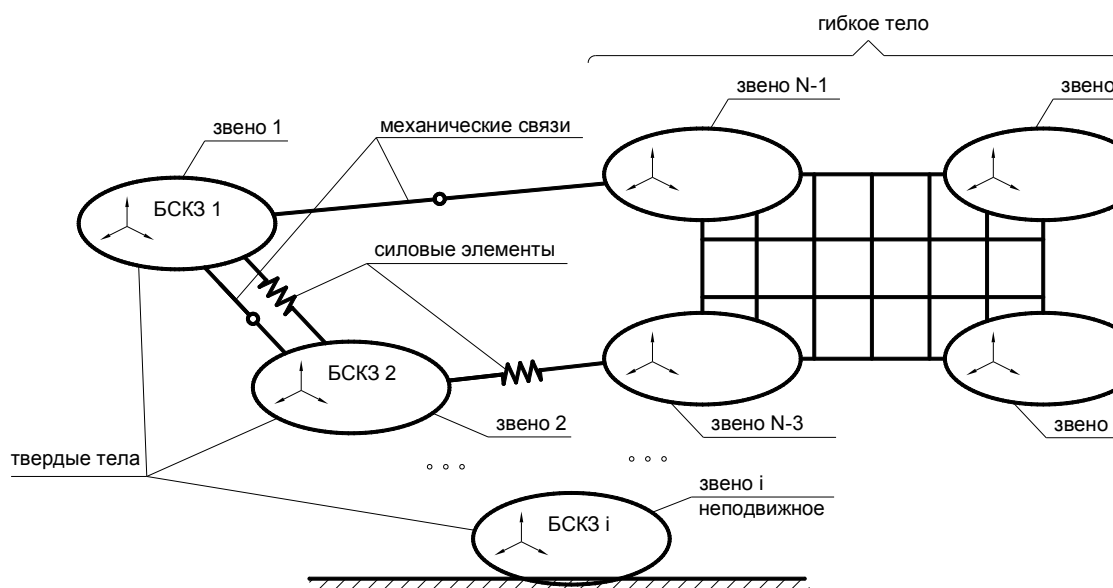 гибкое тело
звено N-1
звено
звено 1
механические связи
БСКЗ 1
силовые элементы
БСКЗ 2
звено 2
звено N-3
звено
твердые тела
звено i
неподвижное
БСКЗ i